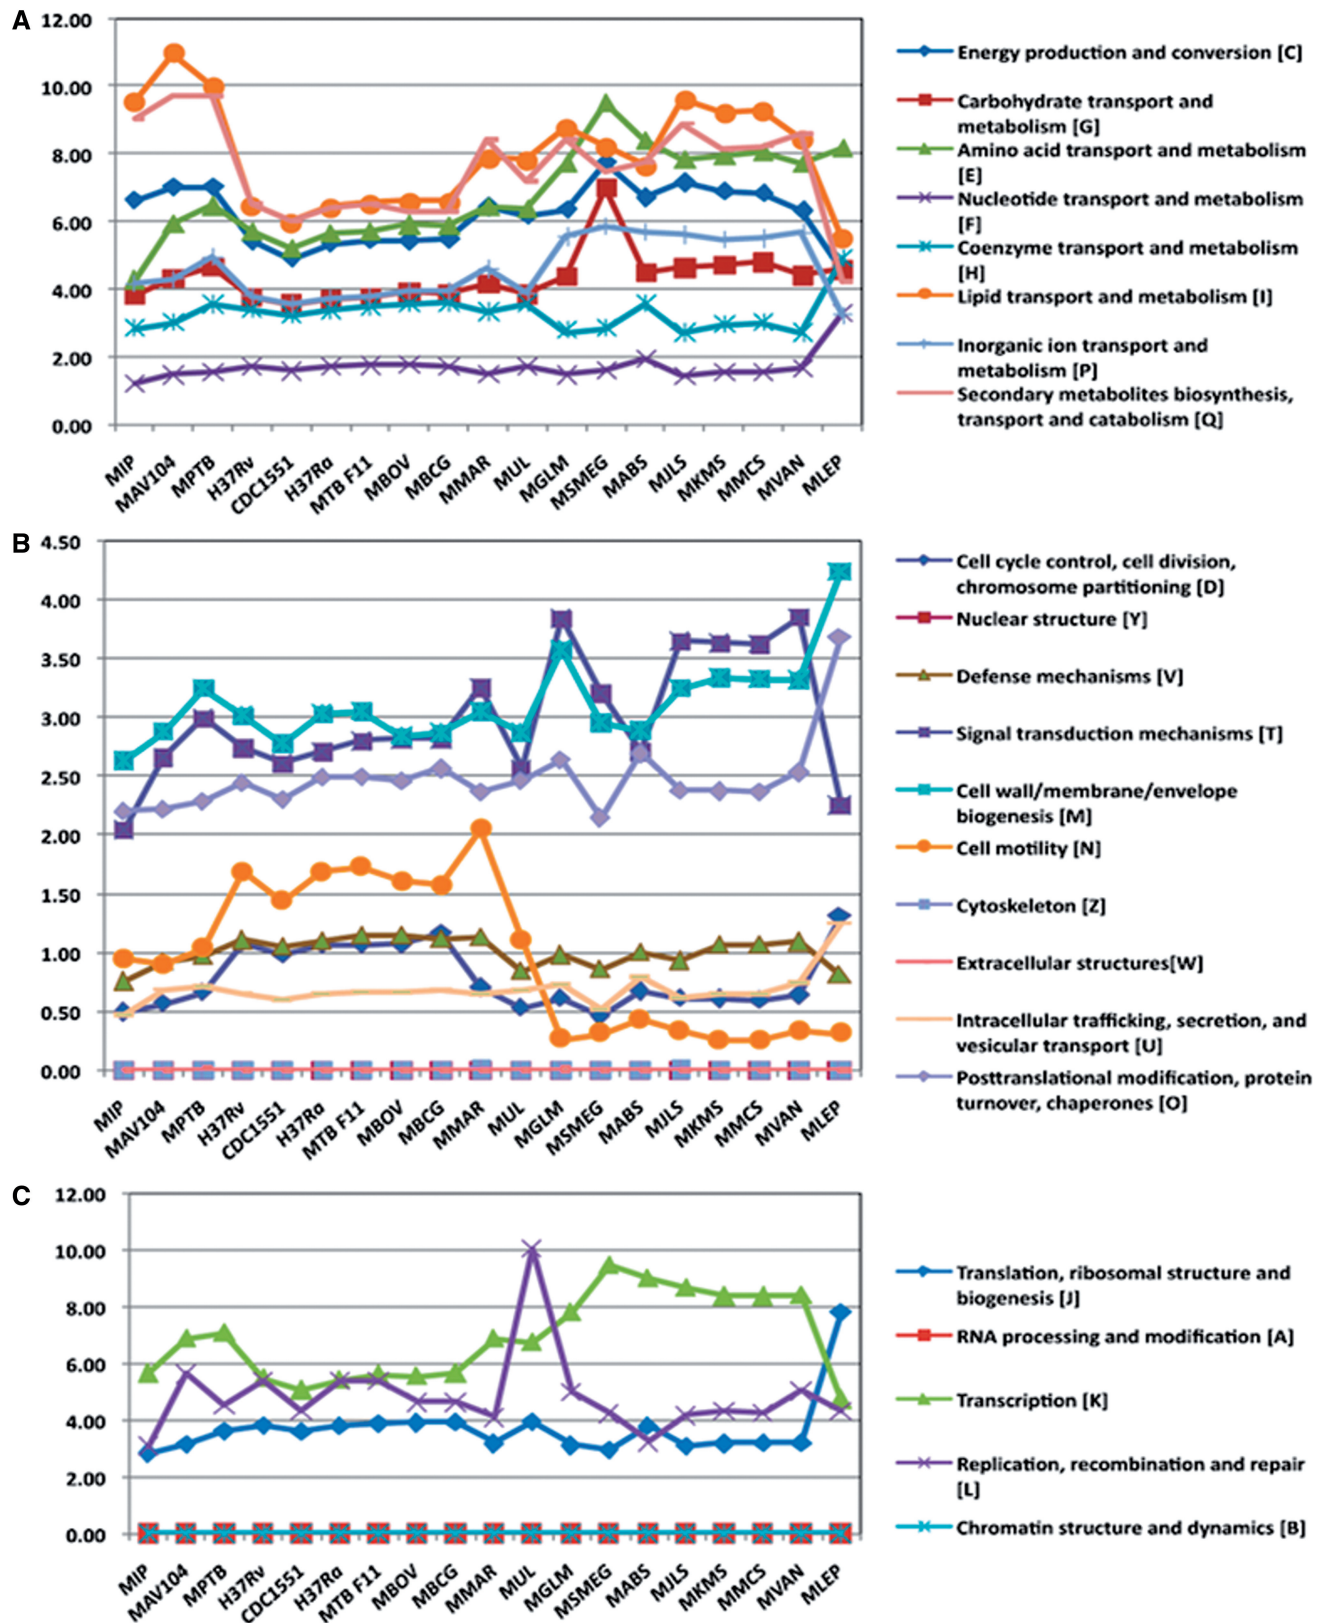 A
12.00
10.00
8.00
6.00
4.00
2.00
0.00
MIP
MAV104
MPTB
H37Rv
CDC1551
H37Ra
MTB F11
MBOV
MBCG
MMAR
MUL
MGLM
MSMEG
MABS
MJLS
MKMS
MMCS
MVAN
MLEP
Energy production and conversion [C]
Carbohydrate transport and
metabolism [G]
Amino acid transport and metabolism
[E]
Nucleotide transport and metabolism
[F]
Coenzyme transport and metabolism
[H]
Lipid transport and metabolism [I]
Inorganic ion transport and
metabolism [P]
Secondary metabolites biosynthesis,
transport and catabolism [Q]
B
4.50
4.00
3.50
3.00
2.50
2.00
1.50
1.00
0.50
0.00
MIP
MAV104
MPTB
H37Rv
CDC1551
H37Ra
MTB F11
MBOV
MBCG
MMAR
MUL
MGLM
MSMEG
MABS
MJLS
MKMS
MMCS
MVAN
MLEP
Cell cycle control, cell division,
chromosome partitioning [D]
Nuclear structure [Y]
Defense mechanisms [V]
Signal transduction mechanisms [T]
Cell wall/membrane/envelope
biogenesis [M]
Cell motility [N]
Cytoskeleton [Z]
Extracellular structures[W]
Intracellular trafficking, secretion, and
vesicular transport [U]
Posttranslational modification, protein
turnover, chaperones [O]
C
12.00
10.00
8.00
6.00
4.00
2.00
0.00
MIP
MAV104
MPTB
H37Rv
CDC1551
H37Ra
MTB F11
MBOV
MBCG
MMAR
MUL
MGLM
MSMEG
MABS
MJLS
MKMS
MMCS
MVAN
MLEP
Translation, ribosomal structure and
biogenesis [J]
RNA processing and modification [A]
Transcription [K]
Replication, recombination and repair
[L]
Chromatin structure and dynamics [B]